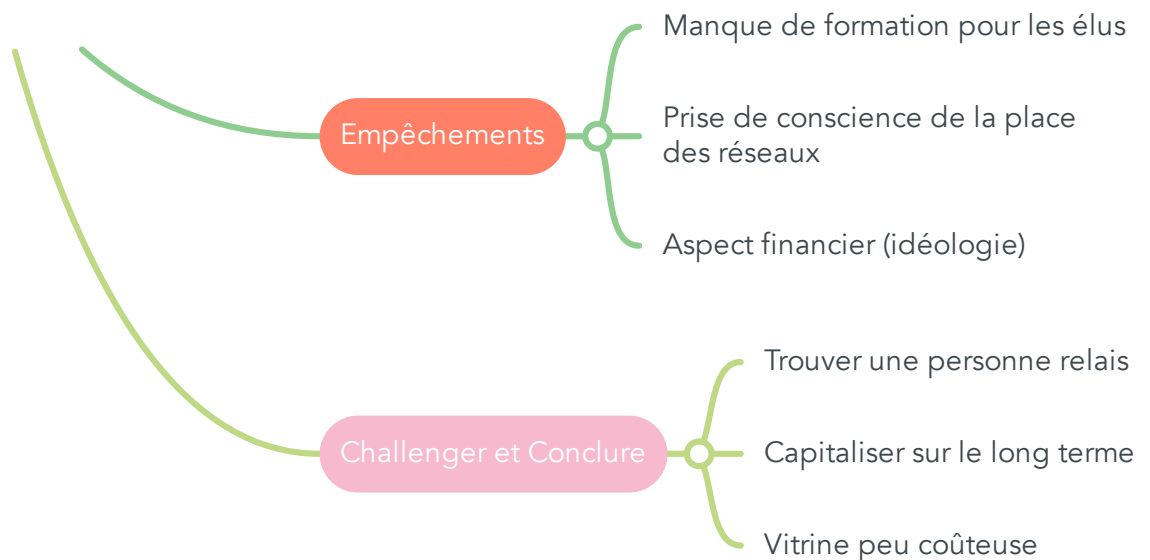 Empêchements
Manque de formation pour les élus
Prise de conscience de la place
des réseaux
Aspect financier (idéologie)
Challenger et Conclure
Trouver une personne relais
Capitaliser sur le long terme
Vitrine peu coûteuse